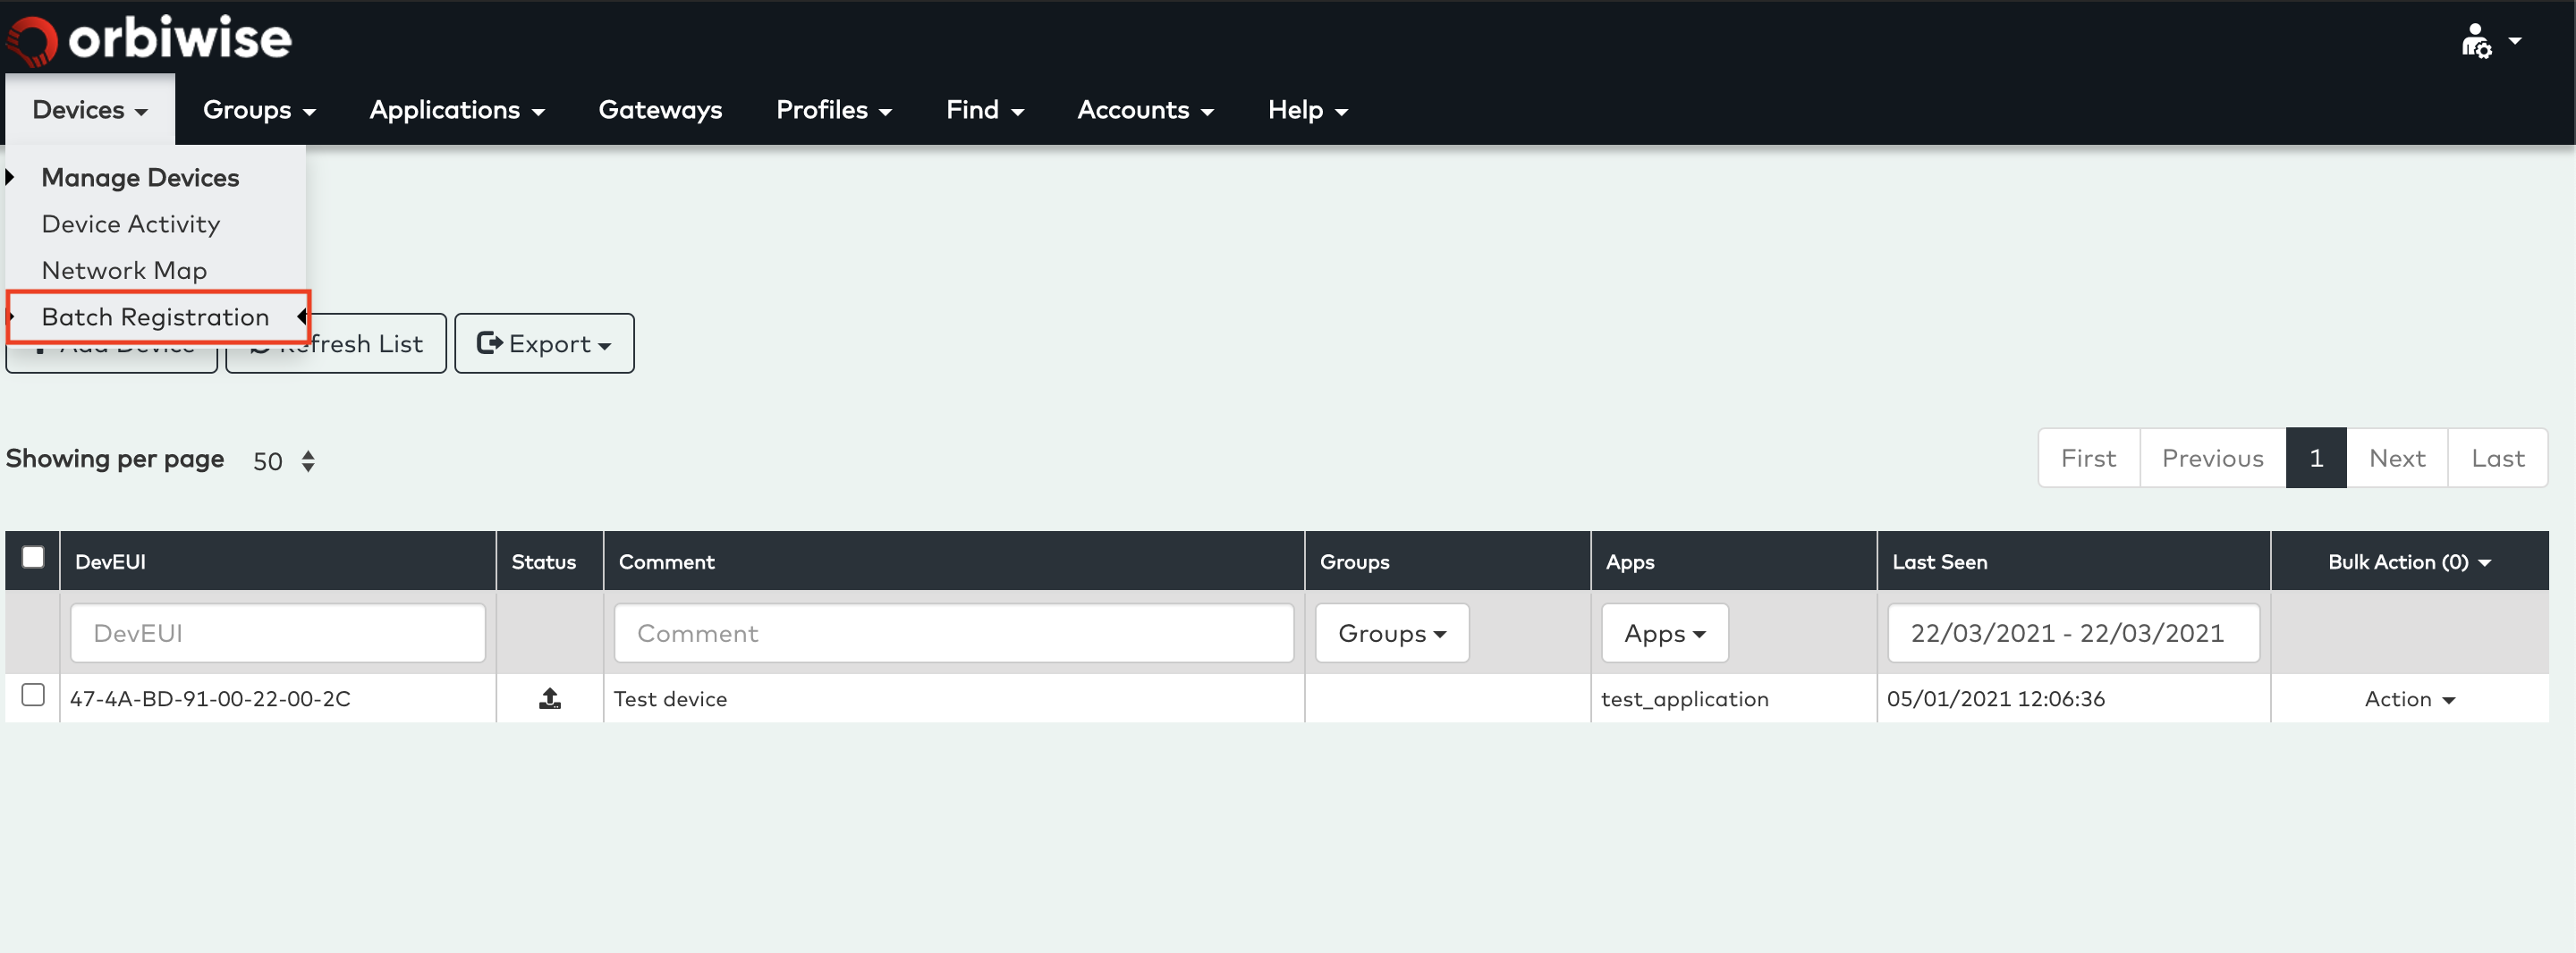 orbiwise
Devices Groups Applications Gateways Profiles Find Accounts Help
Manage Devices
Device Activity
Network Map
Batch Registration
Add Device Refresh List Export
Showing per page 50
First Previous 1 Next Last
DevEUI Status Comment Groups Apps Last Seen Bulk Action (0)
DevEUI Comment Groups Apps 22/03/2021 - 22/03/2021
47-4A-BD-91-00-22-00-2C Test device test_application 05/01/2021 12:06:36 Action